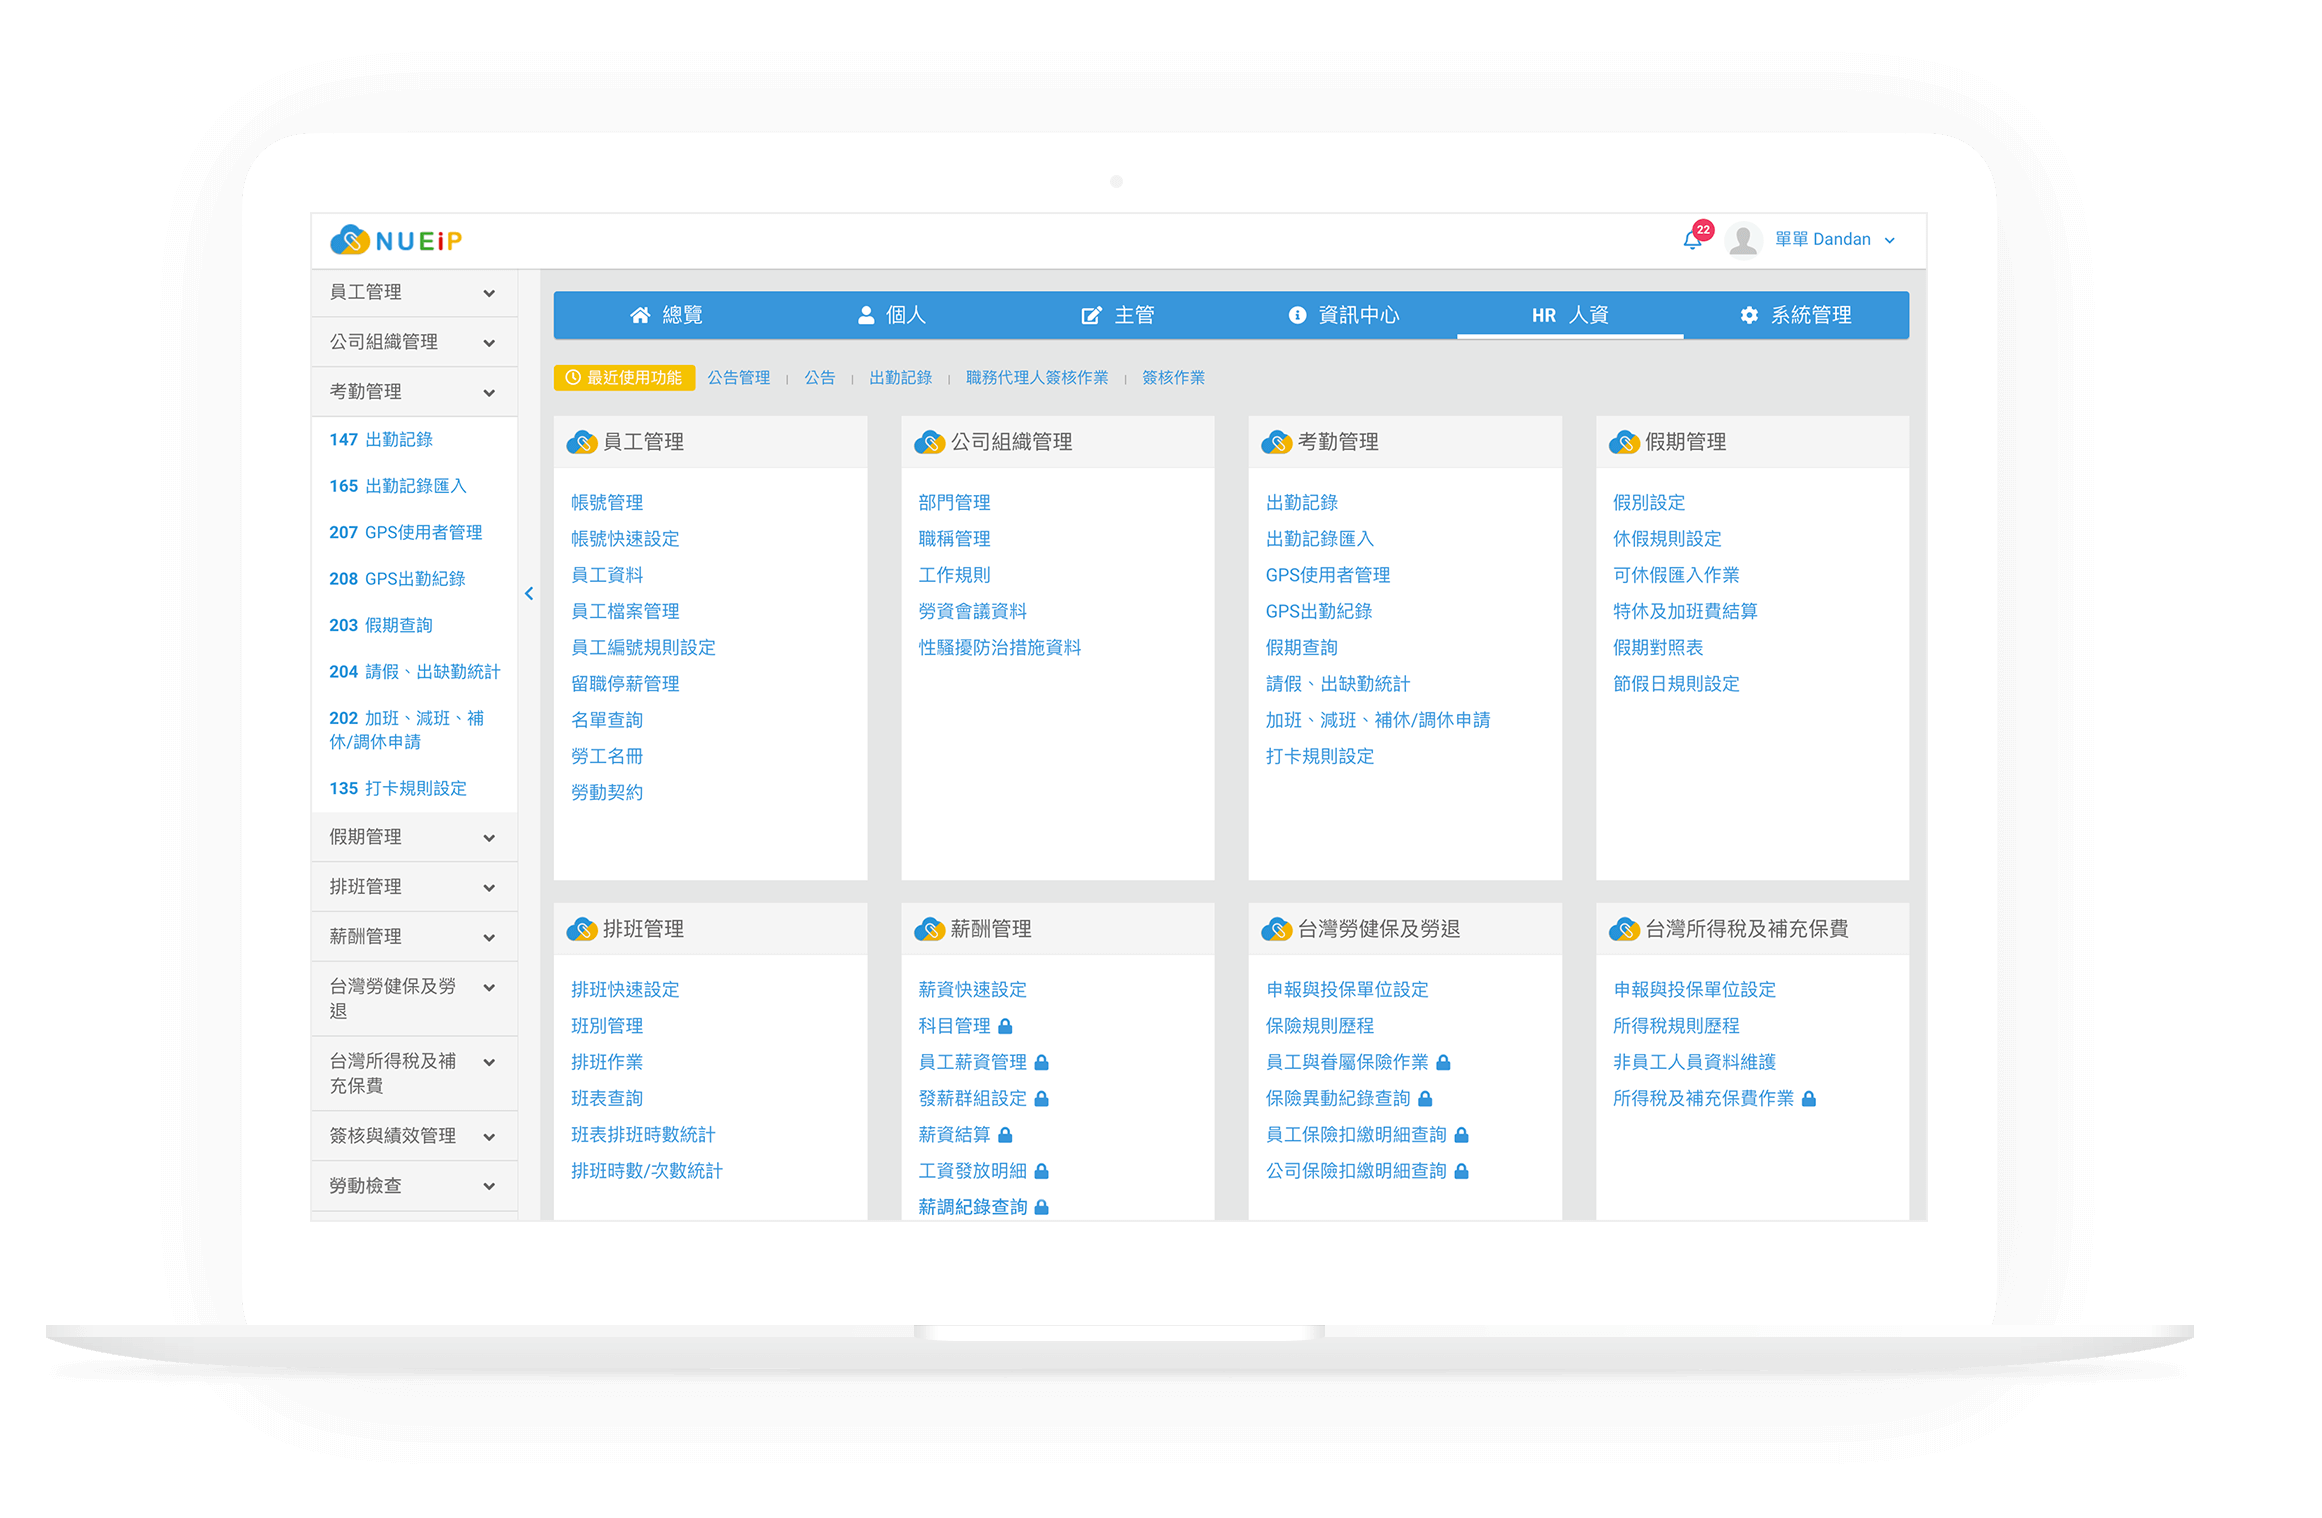 NUEiP
22
單單 Dandan
員工管理
公司組織管理
考勤管理
147 出勤記錄
165 出勤記錄匯入
207 GPS使用者管理
208 GPS出勤紀錄
203 假期查詢
204 請假、出缺勤統計
202 加班、減班、補
休/調休申請
135 打卡規則設定
假期管理
排班管理
薪酬管理
台灣勞健保及勞
退
台灣所得稅及補
充保費
簽核與績效管理
勞動檢查
總覽
個人
主管
資訊中心
HR 人資
系統管理
最近使用功能 公告管理 | 公告 | 出勤記錄 | 職務代理人簽核作業 | 簽核作業
員工管理
帳號管理
帳號快速設定
員工資料
員工檔案管理
員工編號規則設定
留職停薪管理
名單查詢
勞工名冊
勞動契約
公司組織管理
部門管理
職稱管理
工作規則
勞資會議資料
性騷擾防治措施資料
考勤管理
出勤記錄
出勤記錄匯入
GPS使用者管理
GPS出勤紀錄
假期查詢
請假、出缺勤統計
加班、減班、補休/調休申請
打卡規則設定
假期管理
假別設定
休假規則設定
可休假匯入作業
特休及加班費結算
假期對照表
節假日規則設定
排班管理
排班快速設定
班別管理
排班作業
班表查詢
班表排班時數統計
排班時數/次數統計
薪酬管理
薪資快速設定
科目管理
員工薪資管理
發薪群組設定
薪資結算
工資發放明細
薪調紀錄查詢
台灣勞健保及勞退
申報與投保單位設定
保險規則歷程
員工與眷屬保險作業
保險異動紀錄查詢
員工保險扣繳明細查詢
公司保險扣繳明細查詢
台灣所得稅及補充保費
申報與投保單位設定
所得稅規則歷程
非員工人員資料維護
所得稅及補充保費作業